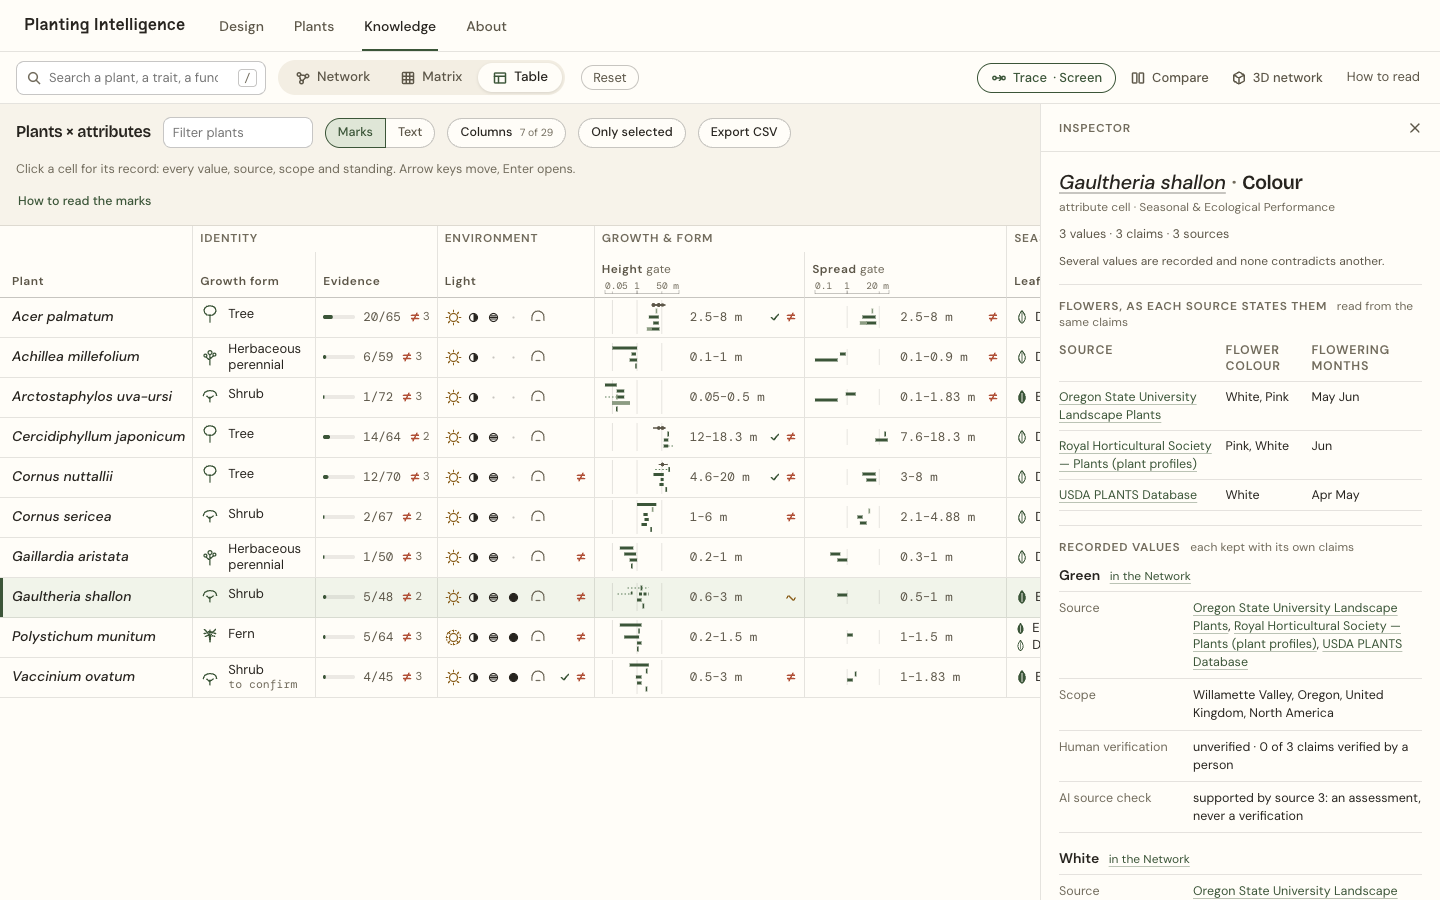 Planting Intelligence
Design
Plants
Knowledge
About
Search a plant, a trait, a func
/
Network
Matrix
Table
Reset
Trace · Screen
Compare
3D network
How to read
Plants × attributes
Filter plants
Marks
Text
Columns 7 of 29
Only selected
Export CSV
Click a cell for its record: every value, source, scope and standing. Arrow keys move, Enter opens.
How to read the marks
IDENTITY
ENVIRONMENT
GROWTH & FORM
SEA
Plant
Growth form
Evidence
Light
Height gate
0.05 1 50 m
Spread gate
0.1 1 20 m
Leaf
Acer palmatum
Tree
20/65 ≠ 3
2.5–8 m ✓ ≠
2.5–8 m ≠
D
Achillea millefolium
Herbaceous
perennial
6/59 ≠ 3
0.1–1 m
0.1–0.9 m ≠
D
Arctostaphylos uva-ursi
Shrub
1/72 ≠ 3
0.05–0.5 m
0.1–1.83 m ≠
E
Cercidiphyllum japonicum
Tree
14/64 ≠ 2
12–18.3 m ✓ ≠
7.6–18.3 m
D
Cornus nuttallii
Tree
12/70 ≠ 3
≠
4.6–20 m ✓ ≠
3–8 m
D
Cornus sericea
Shrub
2/67 ≠ 2
1–6 m ≠
2.1–4.88 m
D
Gaillardia aristata
Herbaceous
perennial
1/50 ≠ 3
≠
0.2–1 m
0.3–1 m
D
Gaultheria shallon
Shrub
5/48 ≠ 2
≠
0.6–3 m ~
0.5–1 m
E
Polystichum munitum
Fern
5/64 ≠ 3
≠
0.2–1.5 m
1–1.5 m
E
D
Vaccinium ovatum
Shrub
to confirm
4/45 ≠ 3
✓ ≠
0.5–3 m ≠
1–1.83 m
E
INSPECTOR
Gaultheria shallon · Colour
attribute cell · Seasonal & Ecological Performance
3 values · 3 claims · 3 sources
Several values are recorded and none contradicts another.
FLOWERS, AS EACH SOURCE STATES THEM read from the
same claims
SOURCE
FLOWER
COLOUR
FLOWERING
MONTHS
Oregon State University
Landscape Plants
White, Pink
May Jun
Royal Horticultural Society
— Plants (plant profiles)
Pink, White
Jun
USDA PLANTS Database
White
Apr May
RECORDED VALUES each kept with its own claims
Green in the Network
Source
Oregon State University Landscape
Plants, Royal Horticultural Society —
Plants (plant profiles), USDA PLANTS
Database
Scope
Willamette Valley, Oregon, United
Kingdom, North America
Human verification
unverified · 0 of 3 claims verified by a
person
AI source check
supported by source 3: an assessment,
never a verification
White in the Network
Source
Oregon State University Landscape